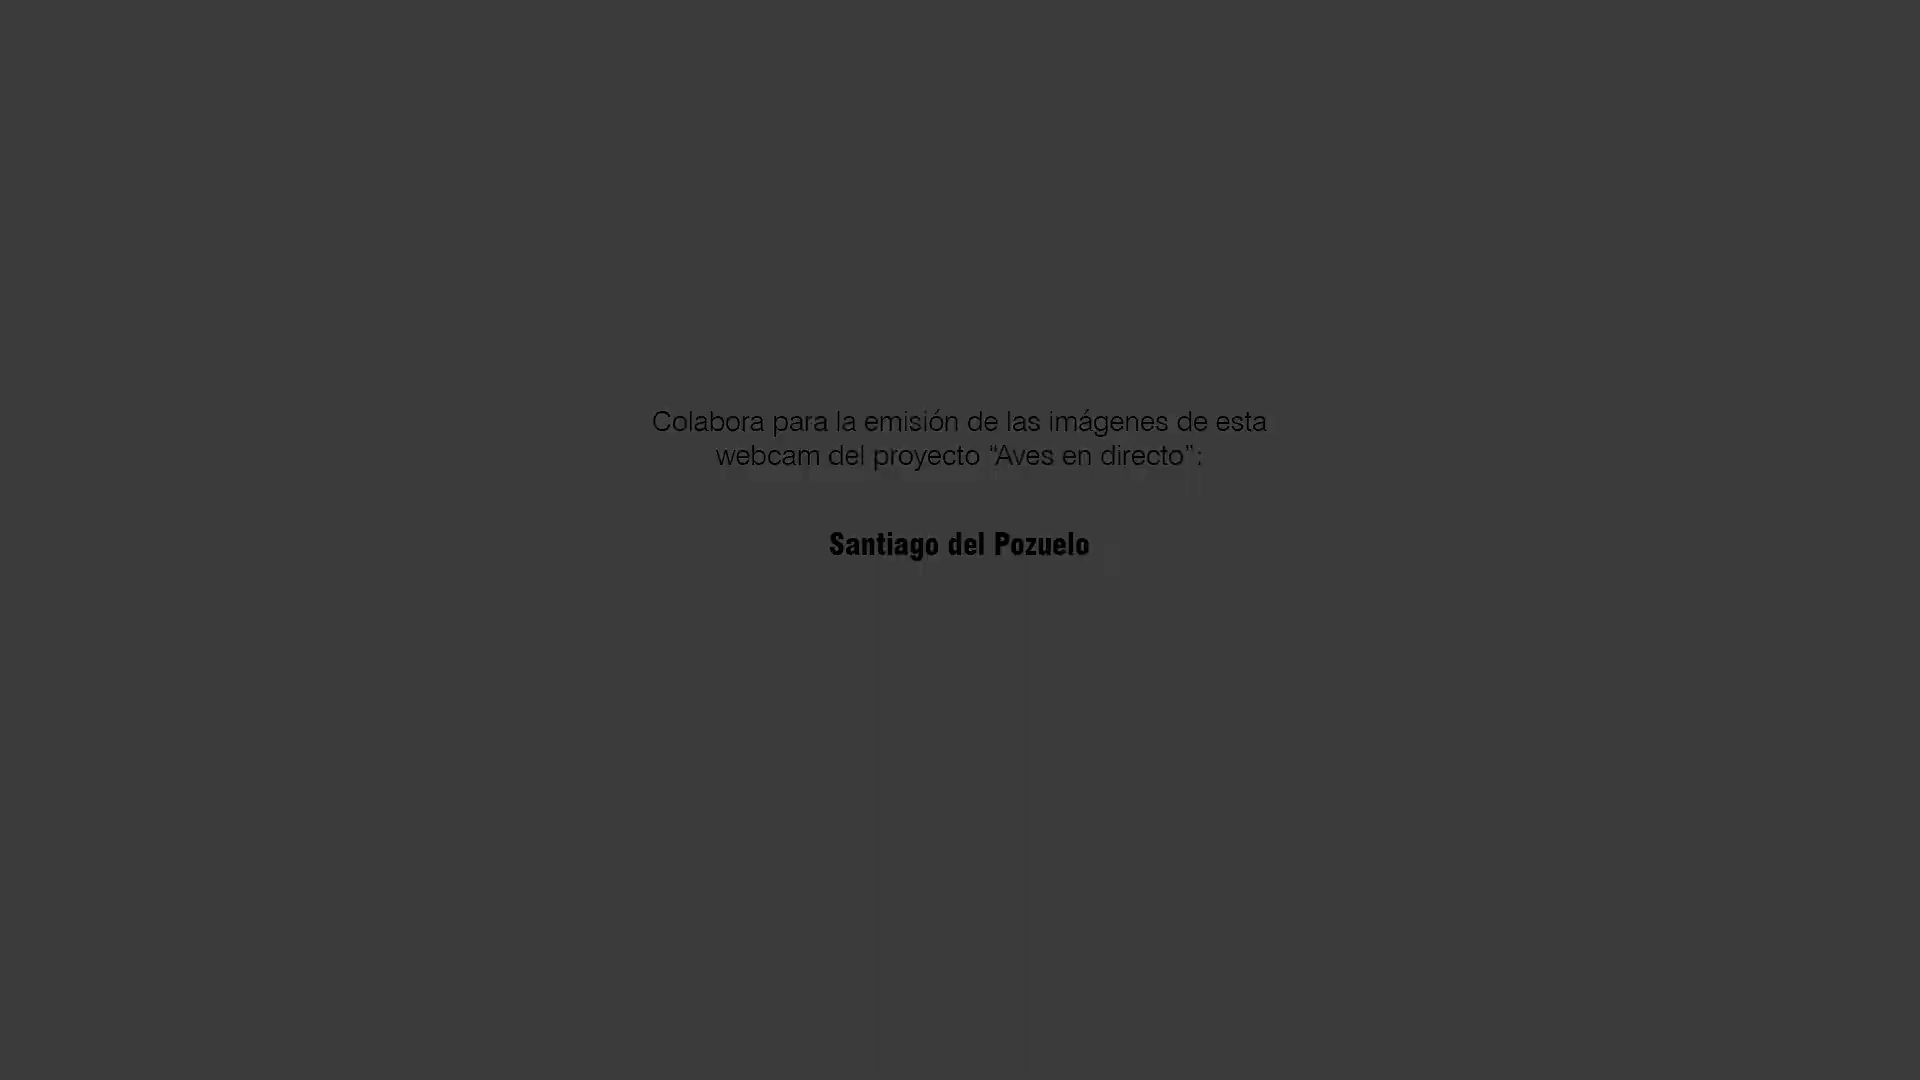 Colabora para la emisión de las imágenes de esta
webcam del proyecto “Aves en directo”:
Santiago del Pozuelo